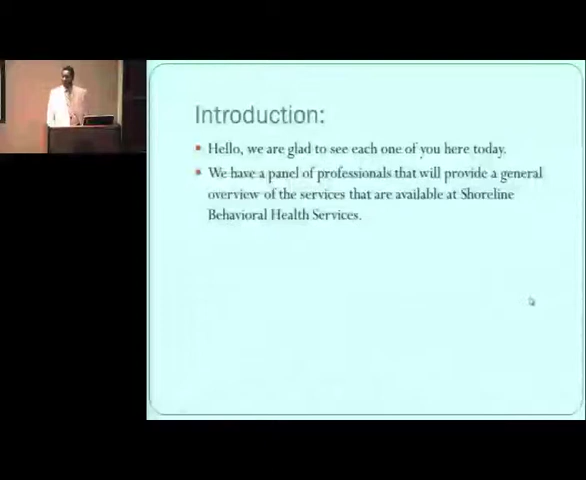 Introduction:
Hello, we are glad to see each one of you here today.
We have a panel of professionals that will provide a general
overview of the services that are available at Shoreline
Behavioral Health Services.